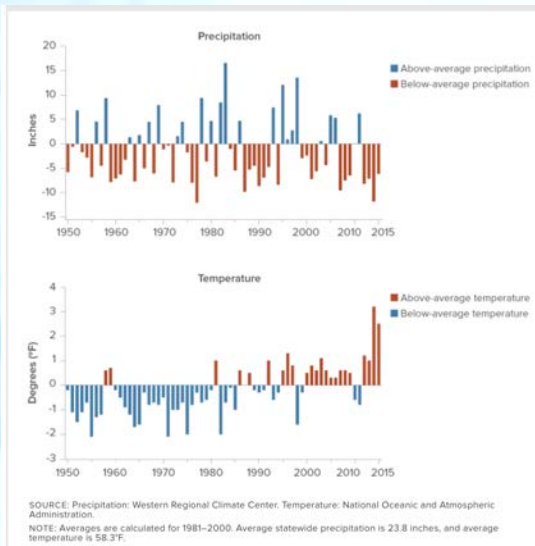 Precipitation
20
15
10
5
0
-5
-10
-15
Inches
1950
1960
1970
1980
1990
2000
2010
2015
Above-average precipitation
Below-average precipitation
Temperature
4
3
2
1
0
-1
-2
-3
Degrees (°F)
1950
1960
1970
1980
1990
2000
2010
2015
Above-average temperature
Below-average temperature
SOURCE: Precipitation: Western Regional Climate Center. Temperature: National Oceanic and Atmospheric
Administration.
NOTE: Averages are calculated for 1981–2000. Average statewide precipitation is 23.8 inches, and average
temperature is 58.3°F.